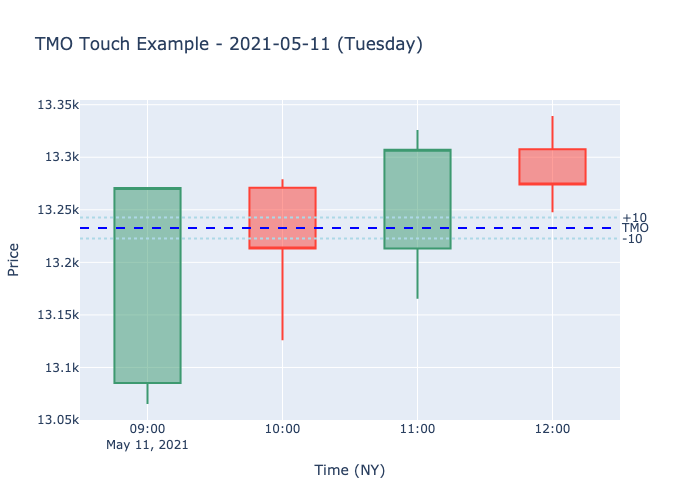 TMO Touch Example - 2021-05-11 (Tuesday)
13.35k
13.3k
13.25k
13.2k
13.15k
13.1k
13.05k
Price
+10
TMO
-10
09:00
10:00
11:00
12:00
May 11, 2021
Time (NY)